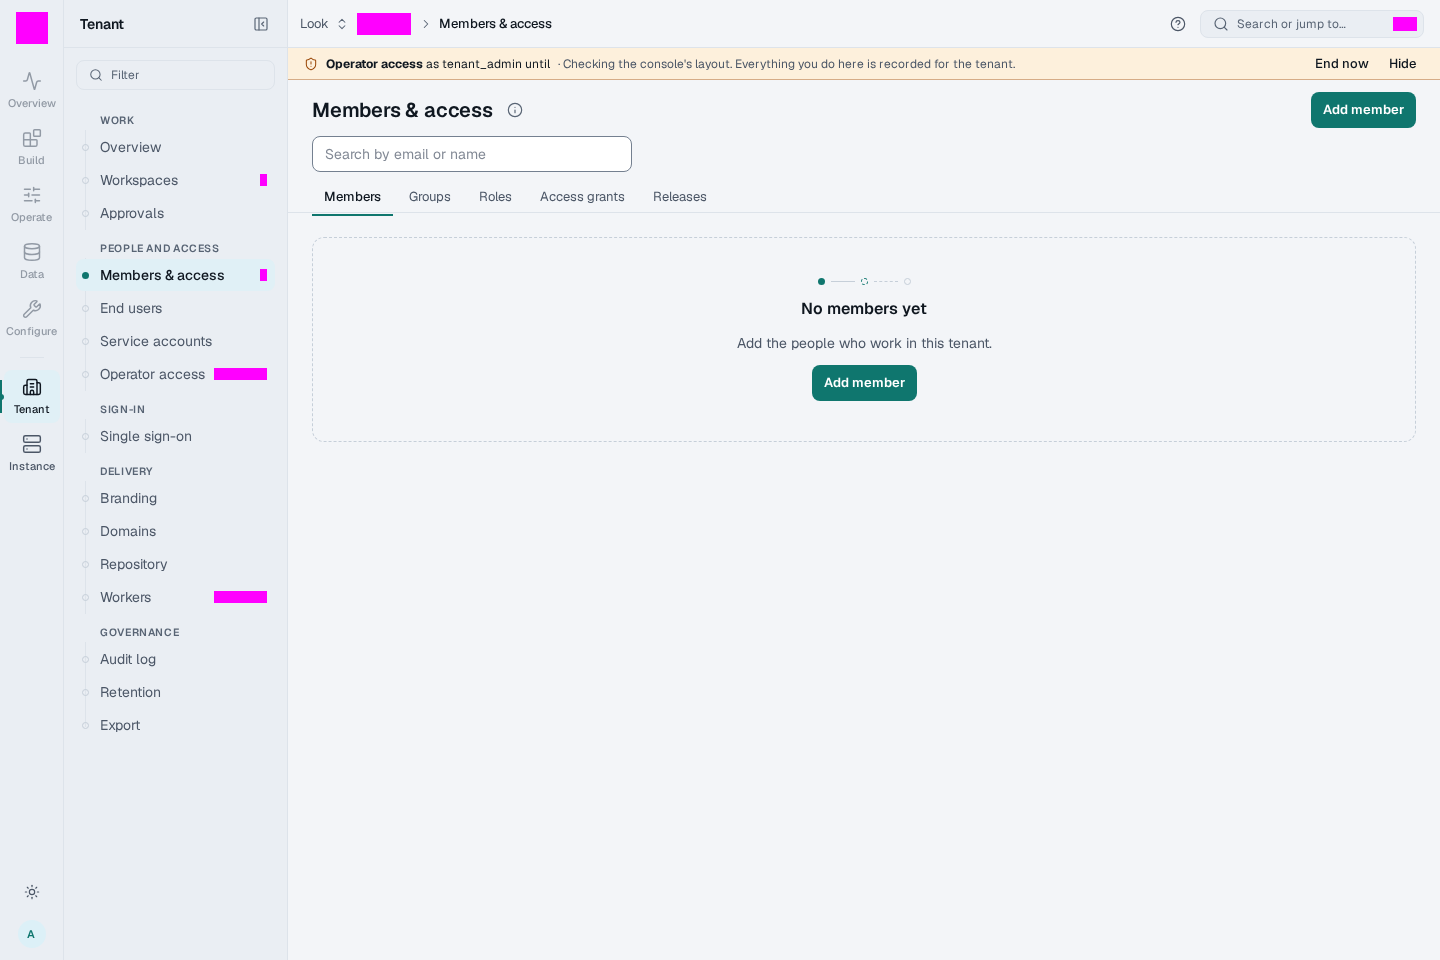 Tenant
Look
Members & access
Search or jump to...
Filter
Operator access as tenant_admin until · Checking the console's layout. Everything you do here is recorded for the tenant.
End now
Hide
Overview
Build
Operate
Data
Configure
Tenant
Instance
A
WORK
Overview
Workspaces
Approvals
PEOPLE AND ACCESS
Members & access
End users
Service accounts
Operator access
SIGN-IN
Single sign-on
DELIVERY
Branding
Domains
Repository
Workers
GOVERNANCE
Audit log
Retention
Export
Members & access
Add member
Search by email or name
Members
Groups
Roles
Access grants
Releases
No members yet
Add the people who work in this tenant.
Add member